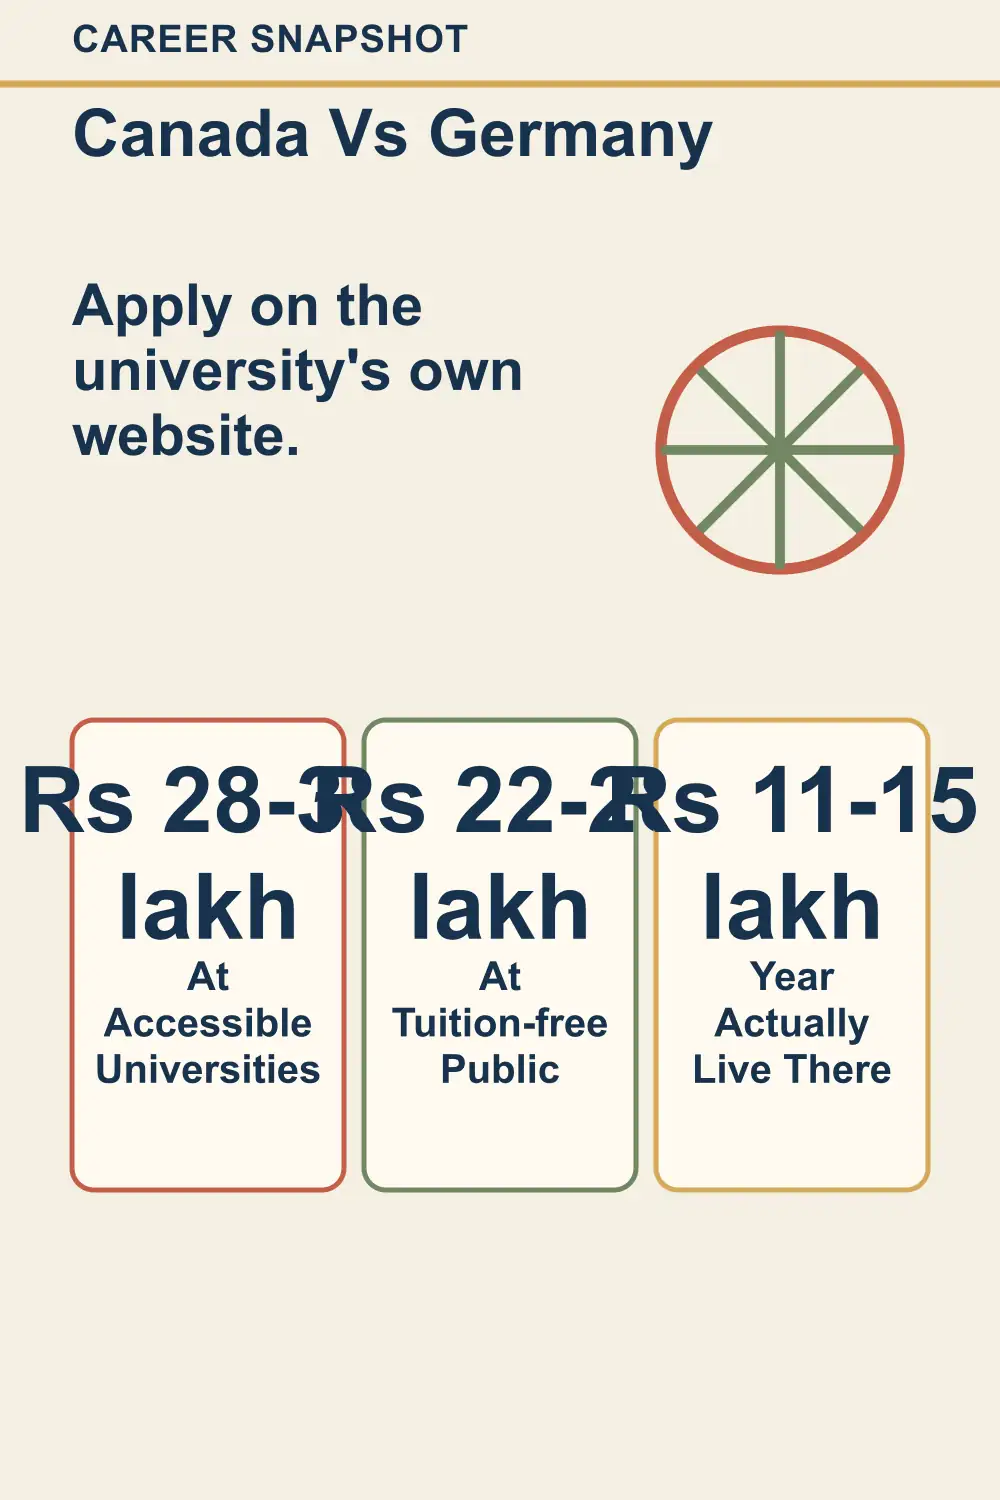 CAREER SNAPSHOT
Canada Vs Germany
Apply on the
university's own
website.
Rs 28-
lakh
At
Accessible
Universities
Rs 22-
lakh
At
Tuition-free
Public
Rs 11-15
lakh
Year
Actually
Live There